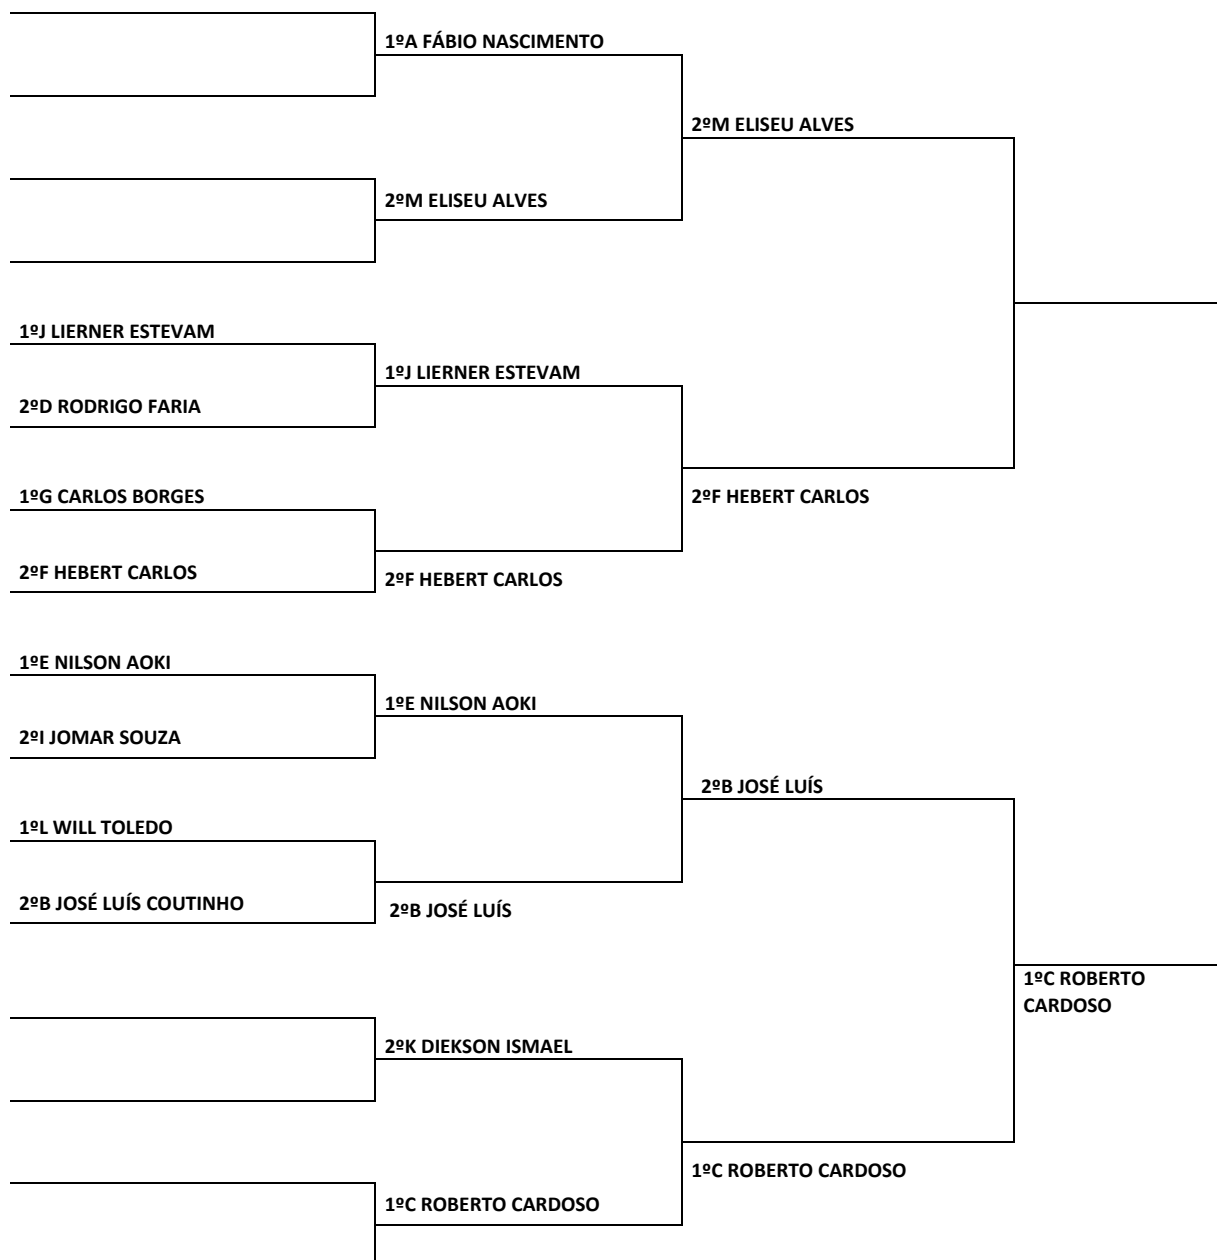 1ºA FÁBIO NASCIMENTO
2ºM ELISEU ALVES
2ºM ELISEU ALVES
1ºJ LIERNER ESTEVAM
1ºJ LIERNER ESTEVAM
2ºD RODRIGO FARIA
1ºG CARLOS BORGES
2ºF HEBERT CARLOS
2ºF HEBERT CARLOS
2ºF HEBERT CARLOS
1ºE NILSON AOKI
1ºE NILSON AOKI
2ºI JOMAR SOUZA
2ºB JOSÉ LUÍS
1ºL WILL TOLEDO
2ºB JOSÉ LUÍS COUTINHO
2ºB JOSÉ LUÍS
1ºC ROBERTO
CARDOSO
2ºK DIEKSON ISMAEL
1ºC ROBERTO CARDOSO
1ºC ROBERTO CARDOSO